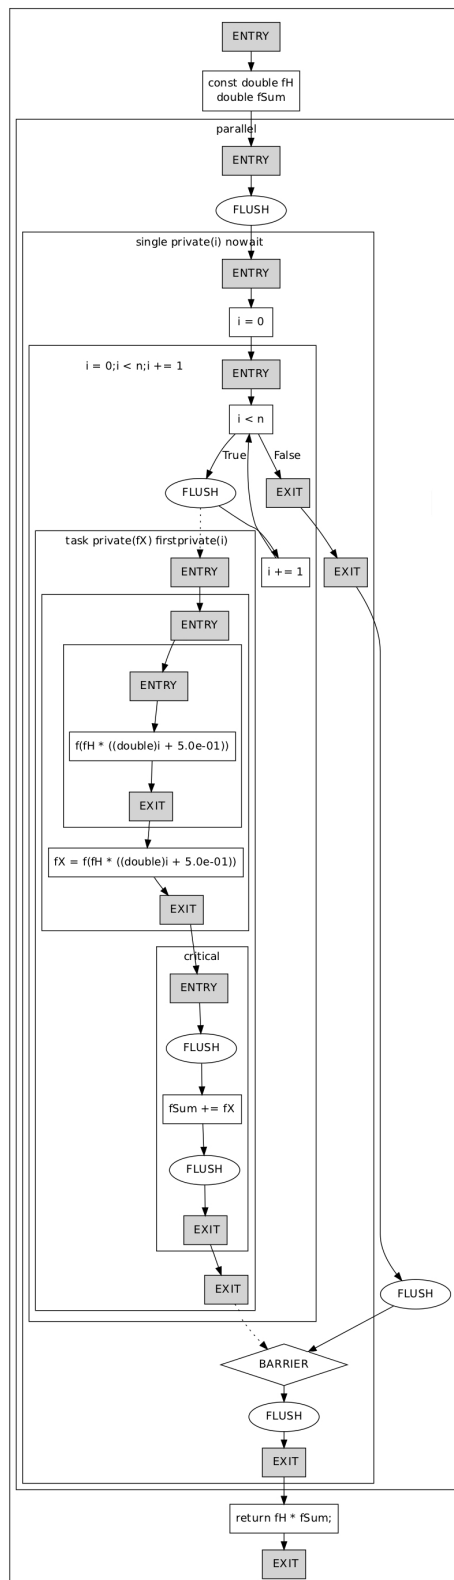 ENTRY
const double fH
double fSum
parallel
ENTRY
FLUSH
single private(i) nowait
ENTRY
i = 0
i = 0;i < n;i += 1
ENTRY
i < n
True
False
FLUSH
EXIT
task private(fX) firstprivate(i)
ENTRY
i += 1
EXIT
ENTRY
ENTRY
f(fH * ((double)i + 5.0e-01))
EXIT
fX = f(fH * ((double)i + 5.0e-01))
EXIT
critical
ENTRY
FLUSH
fSum += fX
FLUSH
EXIT
EXIT
FLUSH
BARRIER
FLUSH
EXIT
return fH * fSum;
EXIT